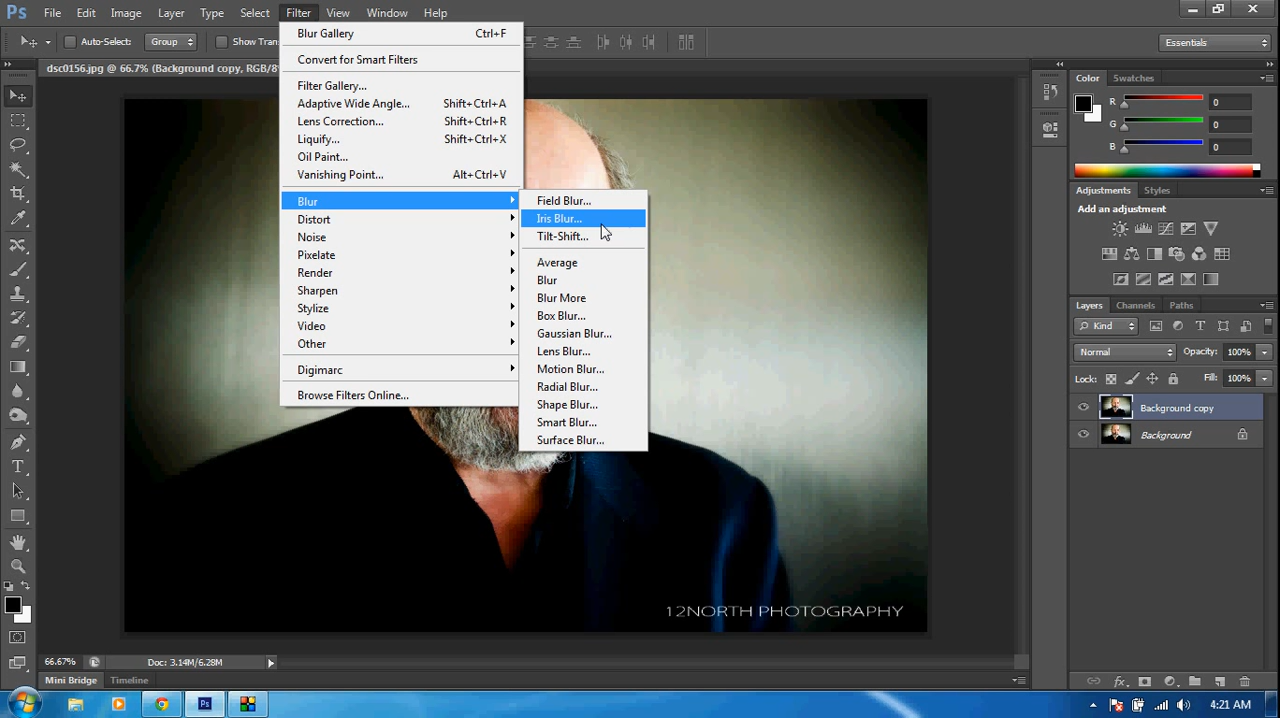 Ps File Edit Image Layer Type Select Filter View Window Help
Auto-Select: Group Show Tran Essentials
dsc0156.jpg @ 66.7% (Background copy, RGB/8
Blur Gallery Ctrl+F
Convert for Smart Filters
Filter Gallery...
Adaptive Wide Angle... Shift+Ctrl+A
Lens Correction... Shift+Ctrl+R
Liquify... Shift+Ctrl+X
Oil Paint...
Vanishing Point... Alt+Ctrl+V
Blur
Distort
Noise
Pixelate
Render
Sharpen
Stylize
Video
Other
Digimarc
Browse Filters Online...
Field Blur...
Iris Blur...
Tilt-Shift...
Average
Blur
Blur More
Box Blur...
Gaussian Blur...
Lens Blur...
Motion Blur...
Radial Blur...
Shape Blur...
Smart Blur...
Surface Blur...
12NORTH PHOTOGRAPHY
Color Swatches
R 0
G 0
B 0
Adjustments Styles
Add an adjustment
Layers Channels Paths
Kind
Normal Opacity: 100%
Lock: Fill: 100%
Background copy
Background
66.67% Doc: 3.14M/6.28M
Mini Bridge Timeline
4:21 AM